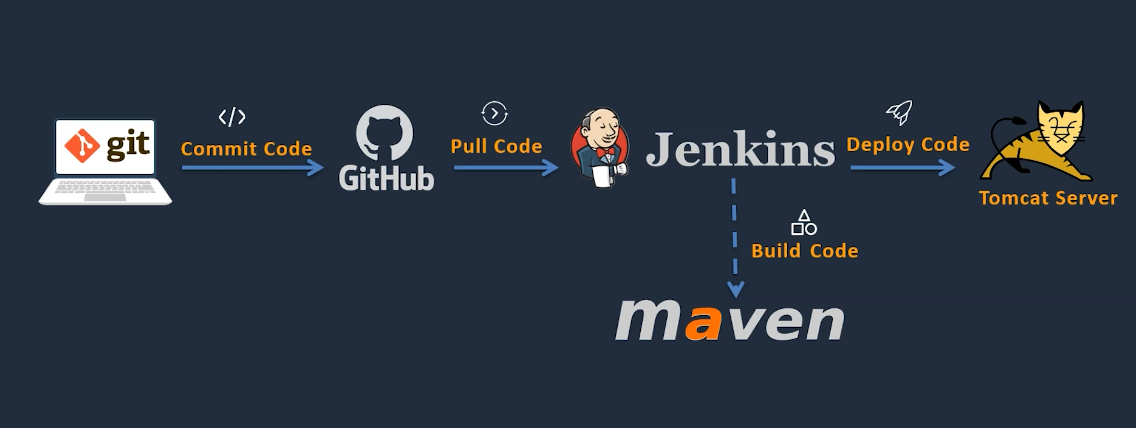 git
Commit Code
GitHub
Pull Code
Jenkins
Deploy Code
Tomcat Server
Build Code
maven